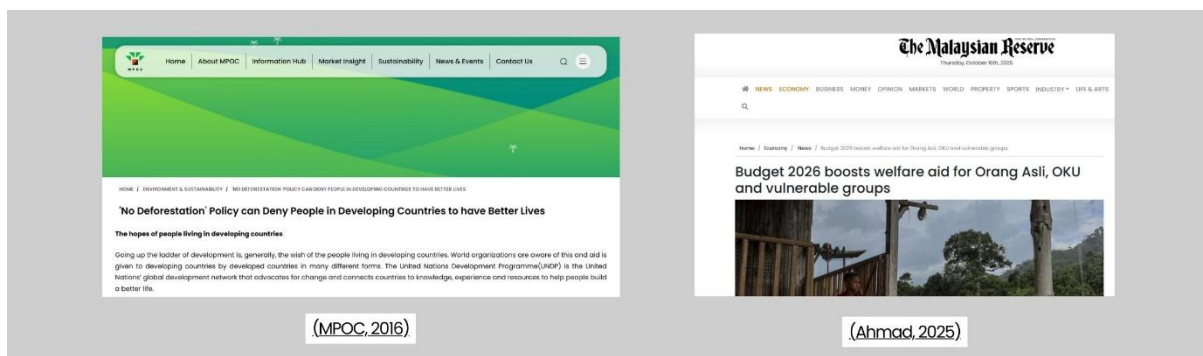 MPOC
Home About MPOC Information Hub Market Insight Sustainability News & Events Contact Us
HOME / ENVIRONMENT & SUSTAINABILITY / 'NO DEFORESTATION' POLICY CAN DENY PEOPLE IN DEVELOPING COUNTRIES TO HAVE BETTER LIVES
'No Deforestation' Policy can Deny People in Developing Countries to have Better Lives
The hopes of people living in developing countries
Going up the ladder of development is, generally, the wish of the people living in developing countries. World organizations are aware of this and aid is
given to developing countries by developed countries in many different forms. The United Nations Development Programme(UNDP) is the United
Nations' global development network that advocates for change and connects countries to knowledge, experience and resources to help people build
a better life.
(MPOC, 2016)
The Malaysian Reserve
Thursday, October 16th, 2025
NEWS ECONOMY BUSINESS MONEY OPINION MARKETS WORLD PROPERTY SPORTS INDUSTRY LIFE & ARTS
Home / Economy / News / Budget 2026 boosts welfare aid for Orang Asli, OKU and vulnerable groups
Budget 2026 boosts welfare aid for Orang Asli, OKU
and vulnerable groups
(Ahmad, 2025)